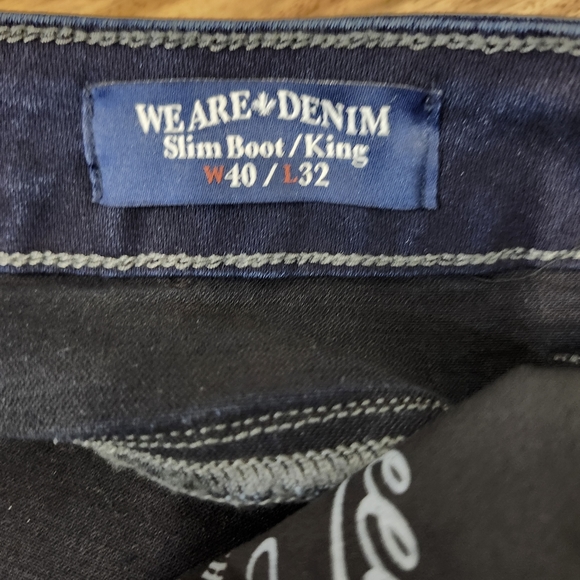 WE ARE DENIM
Slim Boot / King
W40 / L32